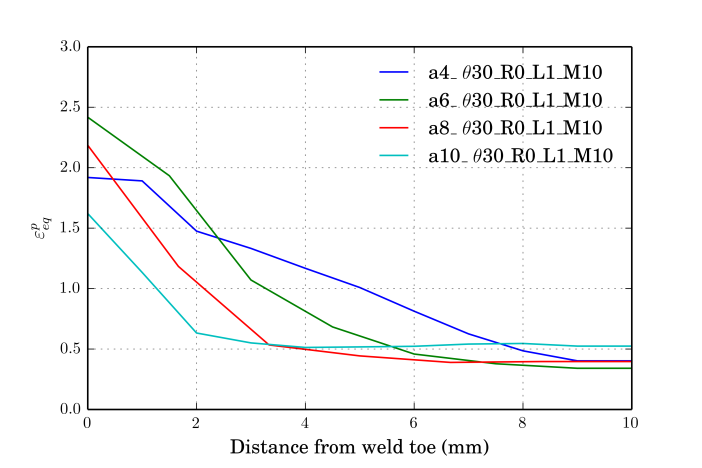 3.0
2.5
2.0
1.5
1.0
0.5
0.0
ε^p_eq
a4_ θ30_R0_L1_M10
a6_ θ30_R0_L1_M10
a8_ θ30_R0_L1_M10
a10_ θ30_R0_L1_M10
0 2 4 6 8 10
Distance from weld toe (mm)